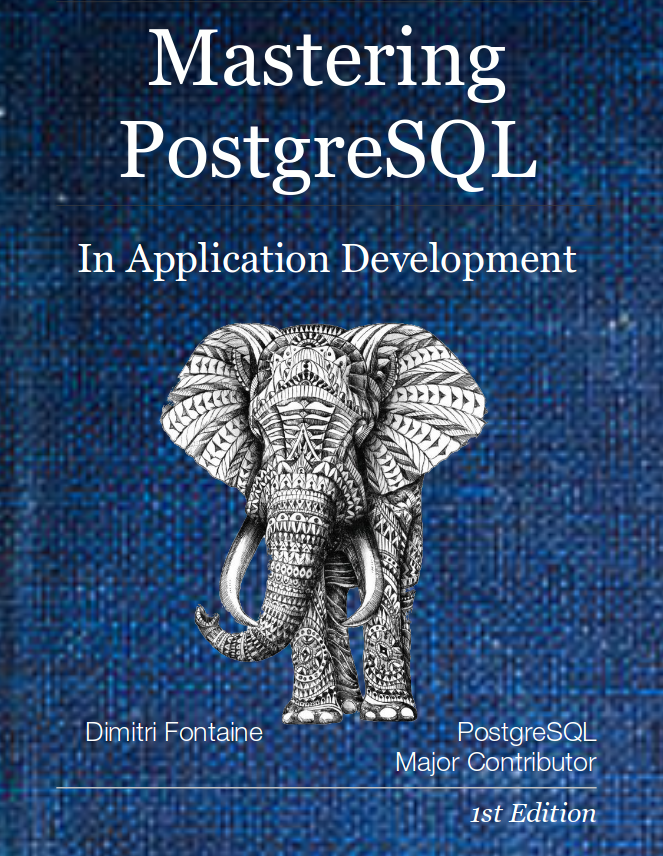 Mastering
PostgreSQL
In Application Development
Dimitri Fontaine
PostgreSQL
Major Contributor
1st Edition